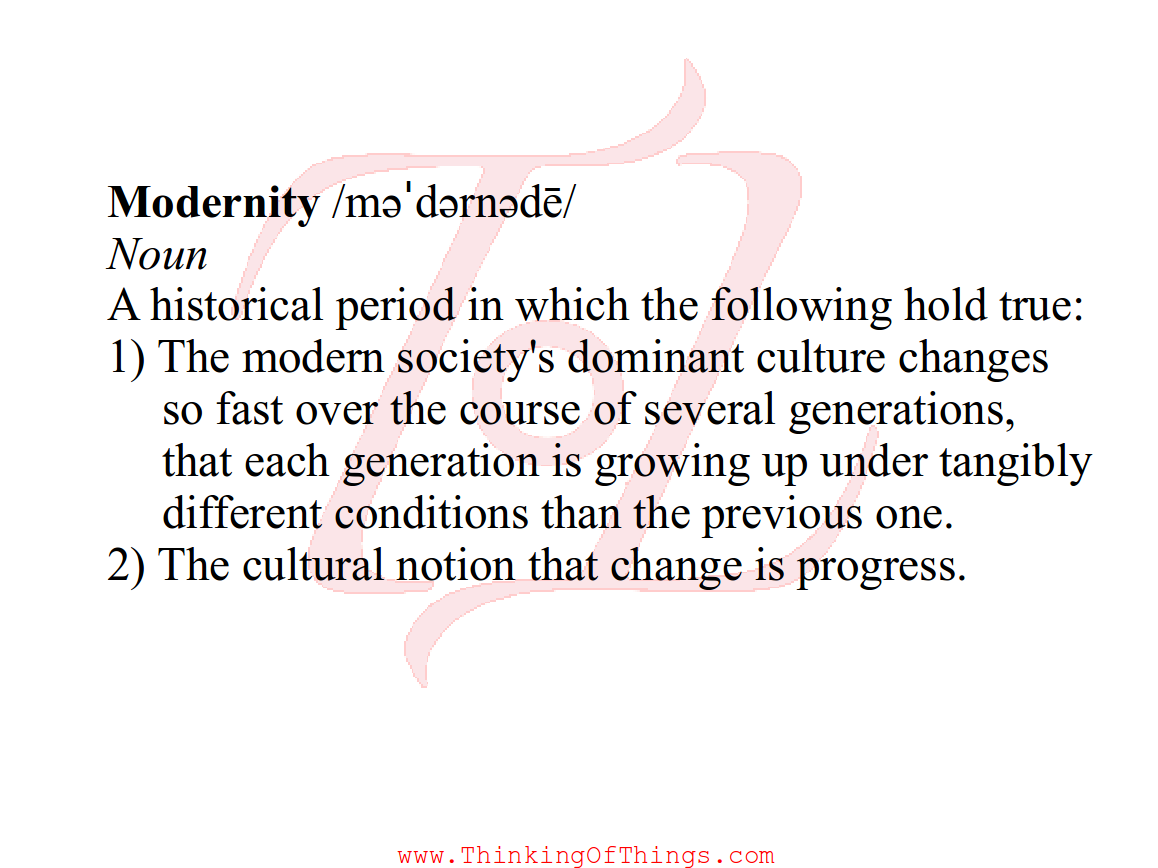 Modernity /məˈdərnədē/
Noun
A historical period in which the following hold true:
1) The modern society's dominant culture changes
so fast over the course of several generations,
that each generation is growing up under tangibly
different conditions than the previous one.
2) The cultural notion that change is progress.
www.ThinkingOfThings.com